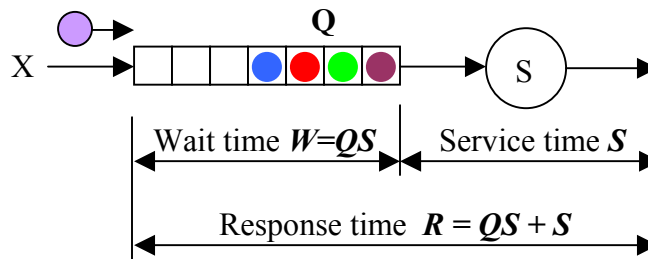 Q
X
S
Wait time W=QS
Service time S
Response time R = QS + S